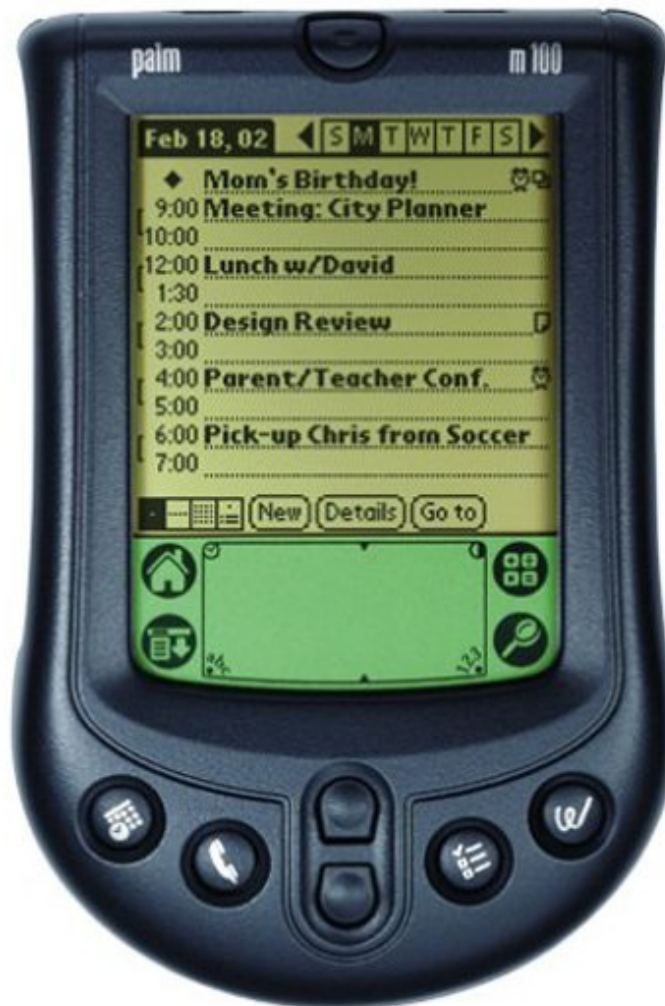 palm m100
Feb 18, 02 S M T W T F S
Mom's Birthday!
9:00 Meeting: City Planner
10:00
12:00 Lunch w/David
1:30
2:00 Design Review
3:00
4:00 Parent/Teacher Conf.
5:00
6:00 Pick-up Chris from Soccer
7:00
New Details Go to
abc 123